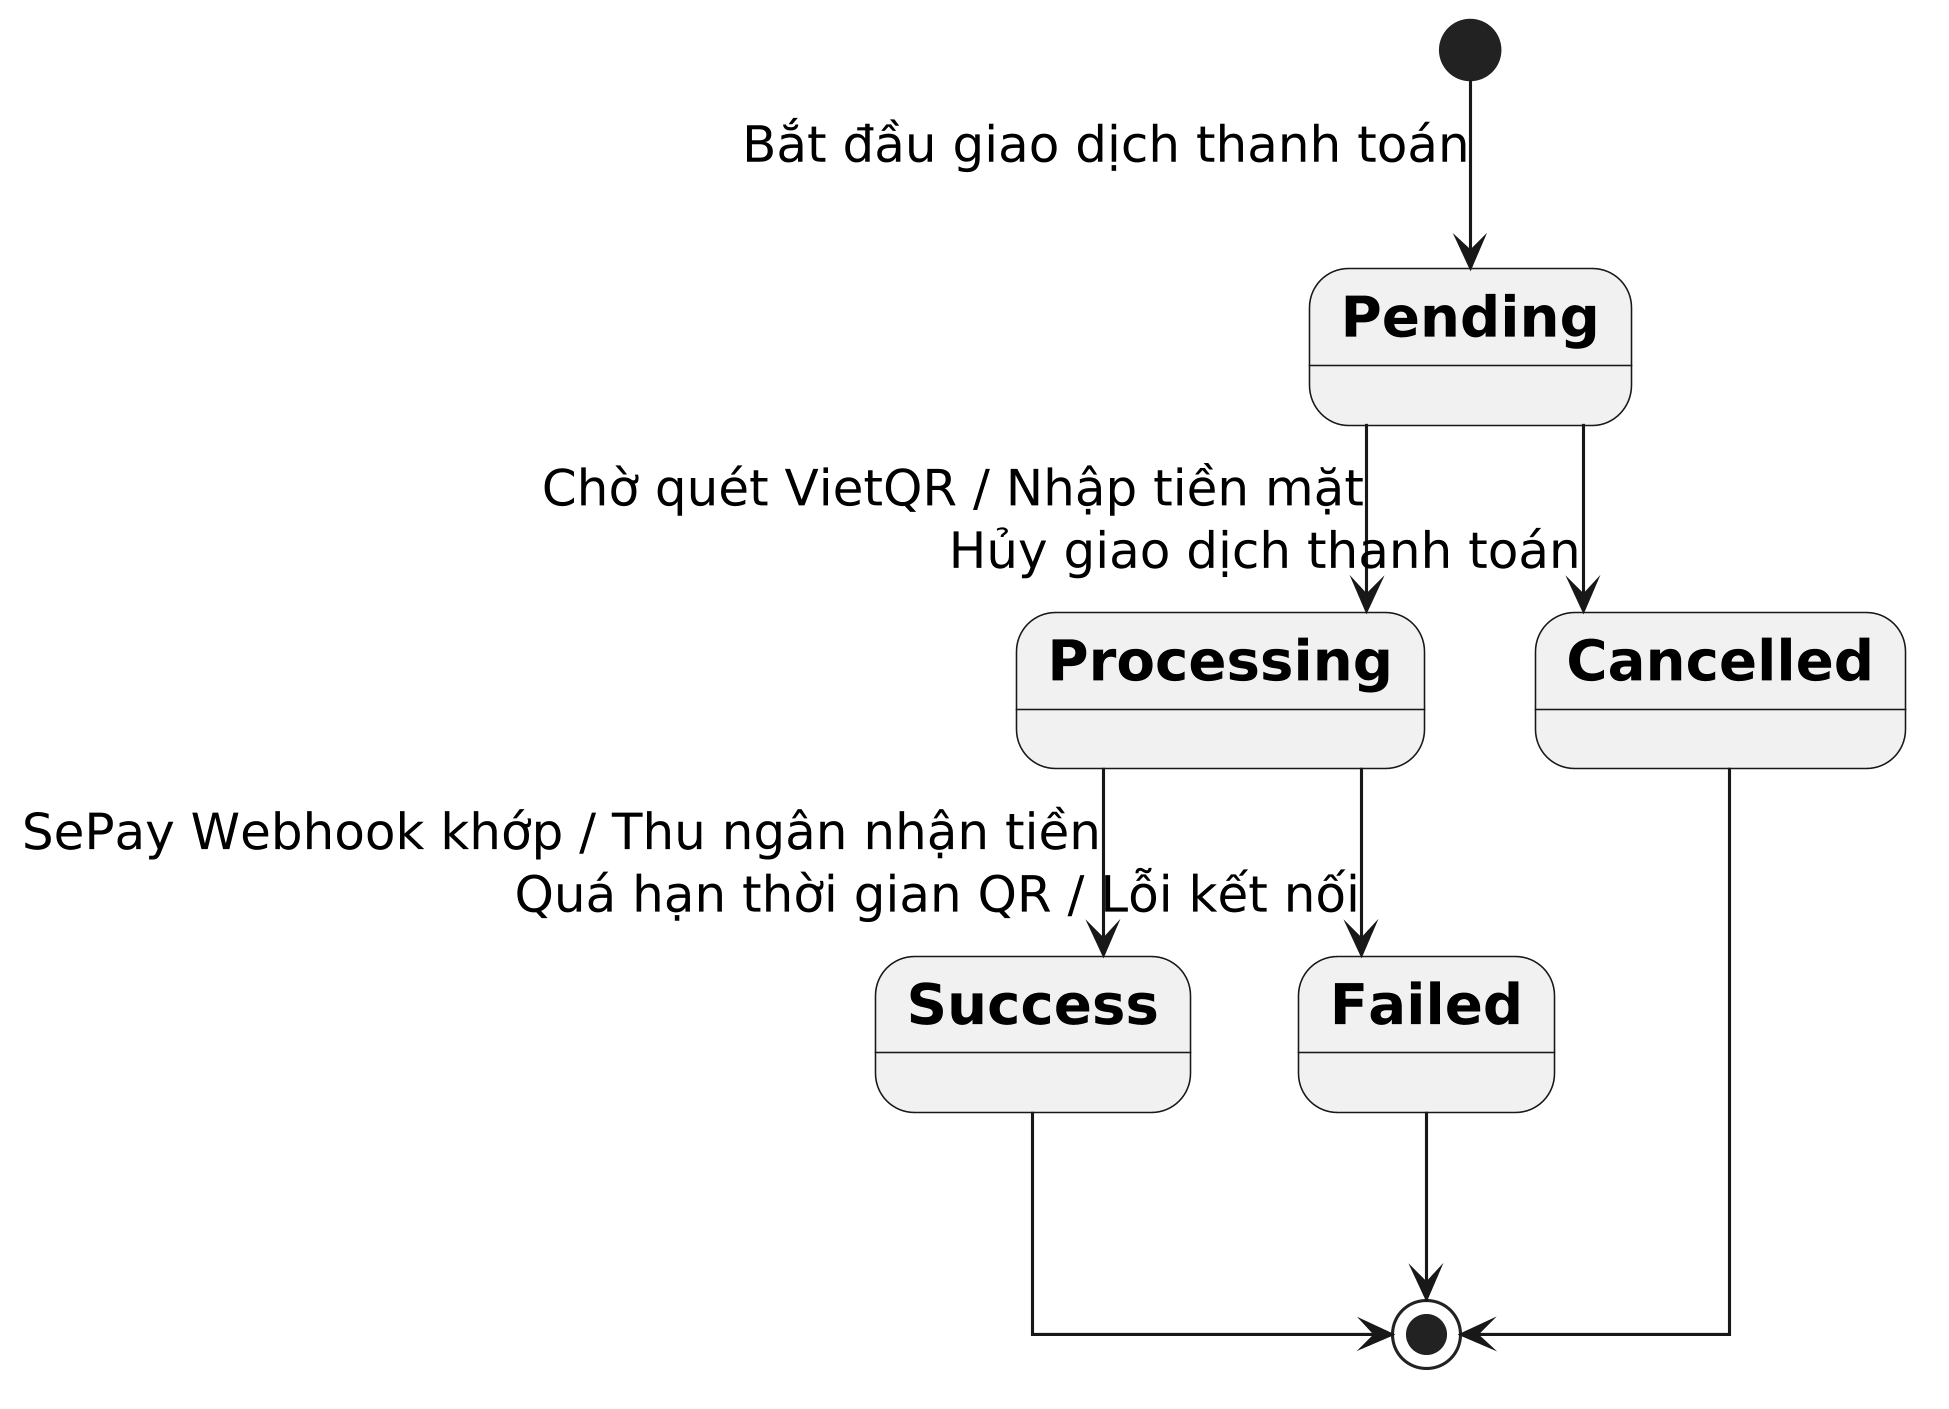 Bắt đầu giao dịch thanh toán
Pending
Chờ quét VietQR / Nhập tiền mặt
Hủy giao dịch thanh toán
Processing
Cancelled
SePay Webhook khớp / Thu ngân nhận tiền
Quá hạn thời gian QR / Lỗi kết nối
Success
Failed